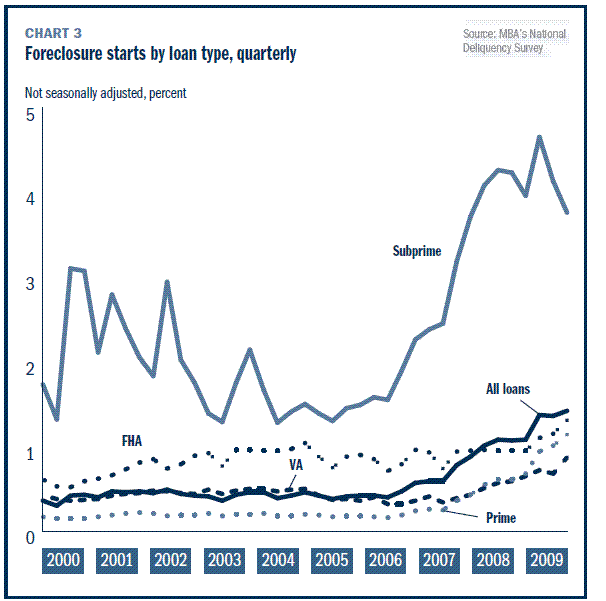 CHART 3
Foreclosure starts by loan type, quarterly
Source: MBA's National
Deliquency Survey
Not seasonally adjusted, percent
5
4
Subprime
3
2
All loans
FHA
1
VA
Prime
0
2000 2001 2002 2003 2004 2005 2006 2007 2008 2009